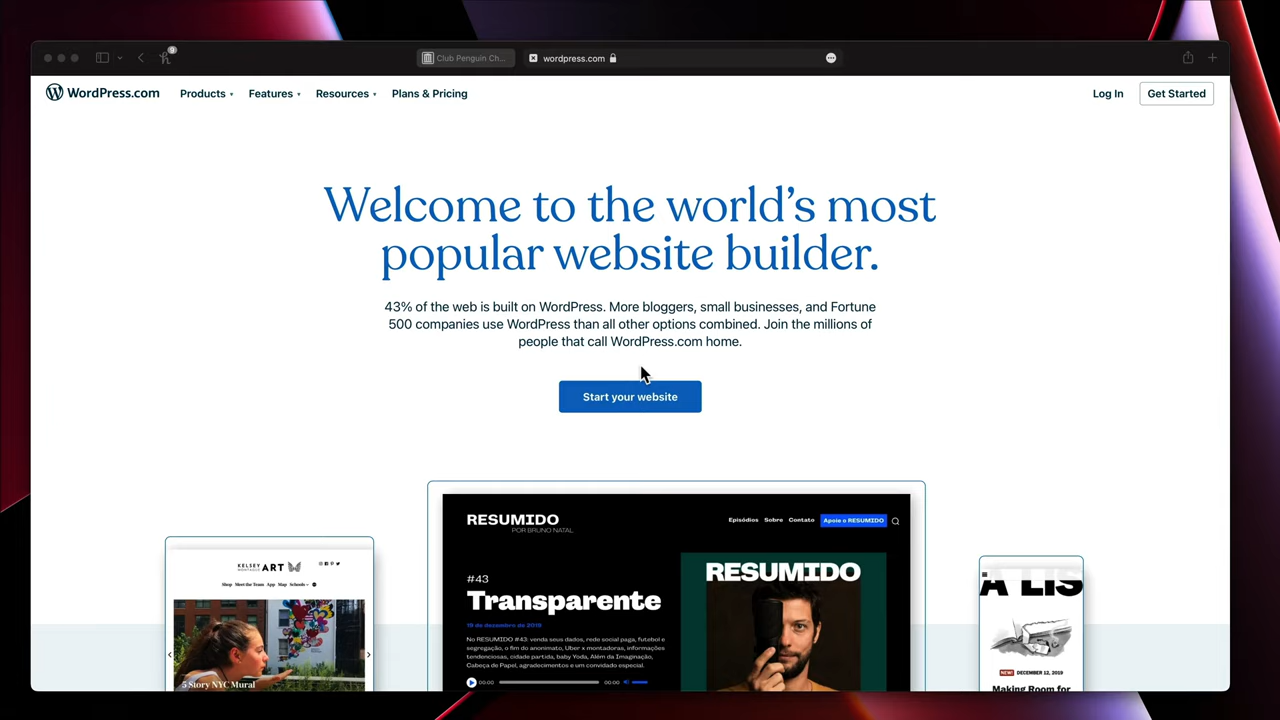 9
Club Penguin Ch...
wordpress.com
WordPress.com
Products
Features
Resources
Plans & Pricing
Log In
Get Started
Welcome to the world's most
popular website builder.
43% of the web is built on WordPress. More bloggers, small businesses, and Fortune
500 companies use WordPress than all other options combined. Join the millions of
people that call WordPress.com home.
Start your website
KELSEY
MONTAGUE
ART
Shop Meet the Team App Map Schools
5 Story NYC Mural
RESUMIDO
POR BRUNO NATAL
Episódios Sobre Contato Apoie o RESUMIDO
#43
Transparente
19 de dezembro de 2019
No RESUMIDO #43: venda seus dados, rede social paga, futebol e
segregação, o fim do anonimato, Uber x montadoras, informações
tendenciosas, cidade partida, baby Yoda, Além da Imaginação,
Cabeça de Papel, agradecimentos e um convidado especial.
00:00
00:00
RESUMIDO
A LIS
NEW! DECEMBER 12, 2019
Making Room for